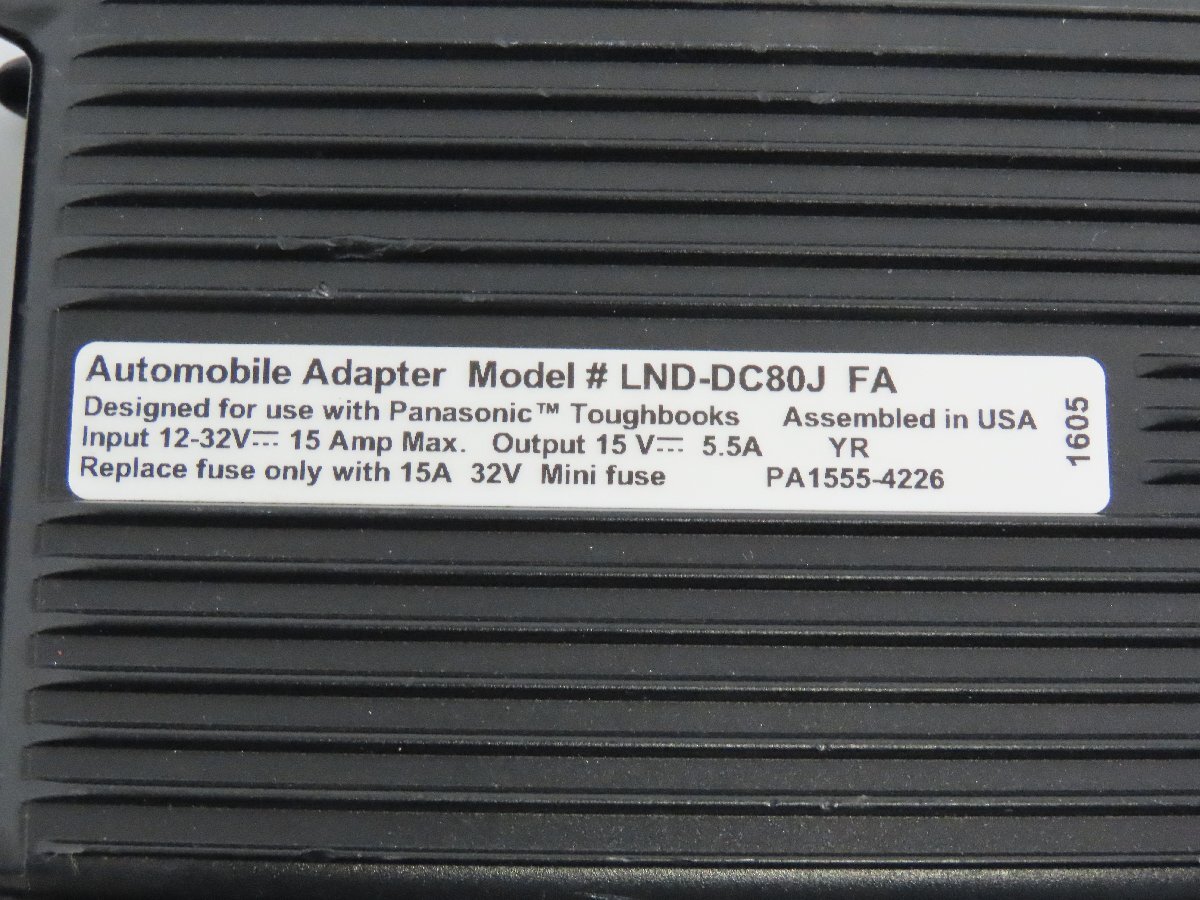 Automobile Adapter Model # LND-DC80J FA
Designed for use with Panasonic™ Toughbooks Assembled in USA
Input 12-32V⎓ 15 Amp Max. Output 15 V⎓ 5.5A YR
Replace fuse only with 15A 32V Mini fuse PA1555-4226
1605